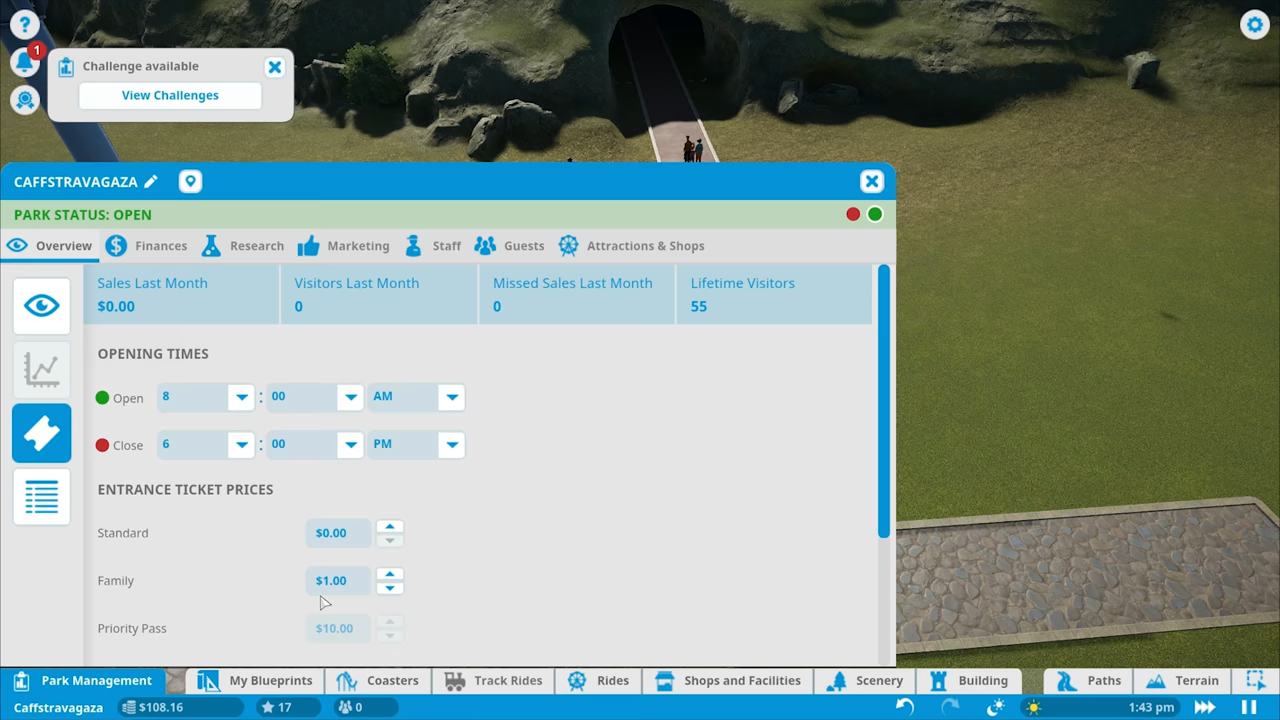 ?
1
Challenge available
View Challenges
CAFFSTRAVAGAZA
PARK STATUS: OPEN
Overview
$ Finances
Research
Marketing
Staff
Guests
Attractions & Shops
Sales Last Month
$0.00
Visitors Last Month
0
Missed Sales Last Month
0
Lifetime Visitors
55
OPENING TIMES
Open 8 : 00 AM
Close 6 : 00 PM
ENTRANCE TICKET PRICES
Standard $0.00
Family $1.00
Priority Pass $10.00
Park Management
My Blueprints
Coasters
Track Rides
Rides
Shops and Facilities
Scenery
Building
Paths
Terrain
Caffstravagaza
$108.16
17
0
1:43 pm